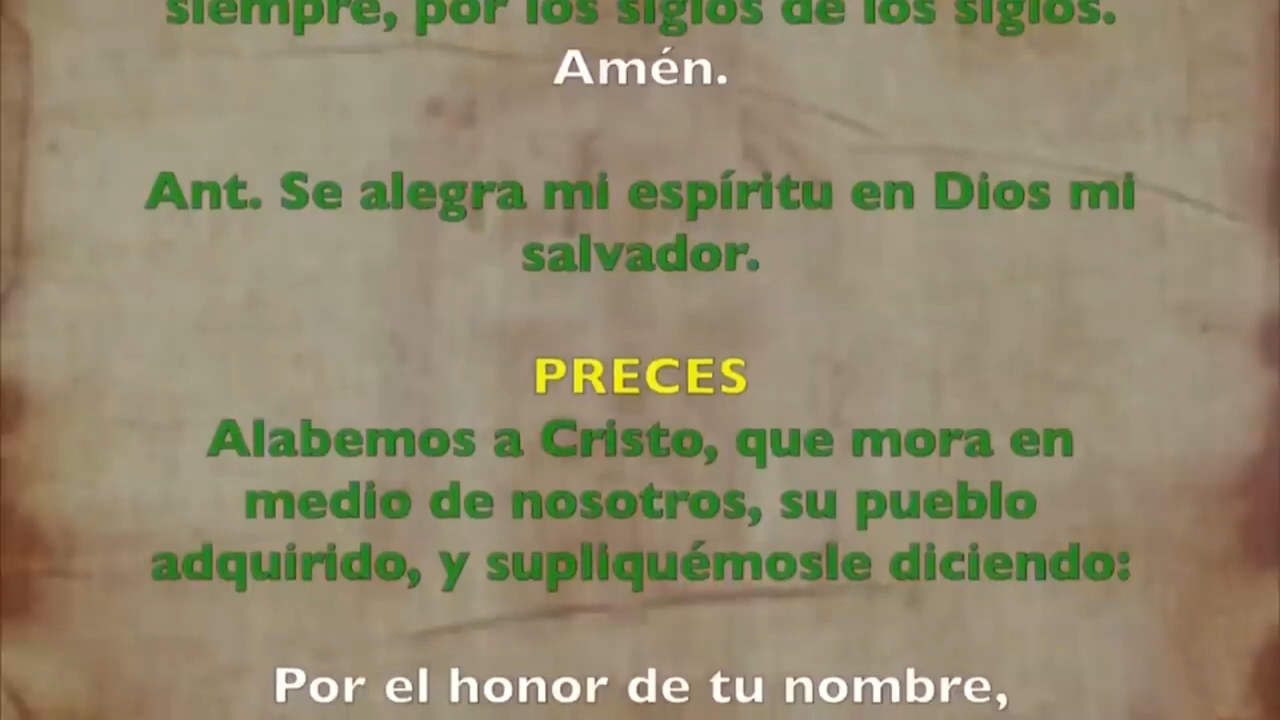 siempre, por los siglos de los siglos.
Amén.
Ant. Se alegra mi espíritu en Dios mi
salvador.
PRECES
Alabemos a Cristo, que mora en
medio de nosotros, su pueblo
adquirido, y supliquémosle diciendo:
Por el honor de tu nombre,